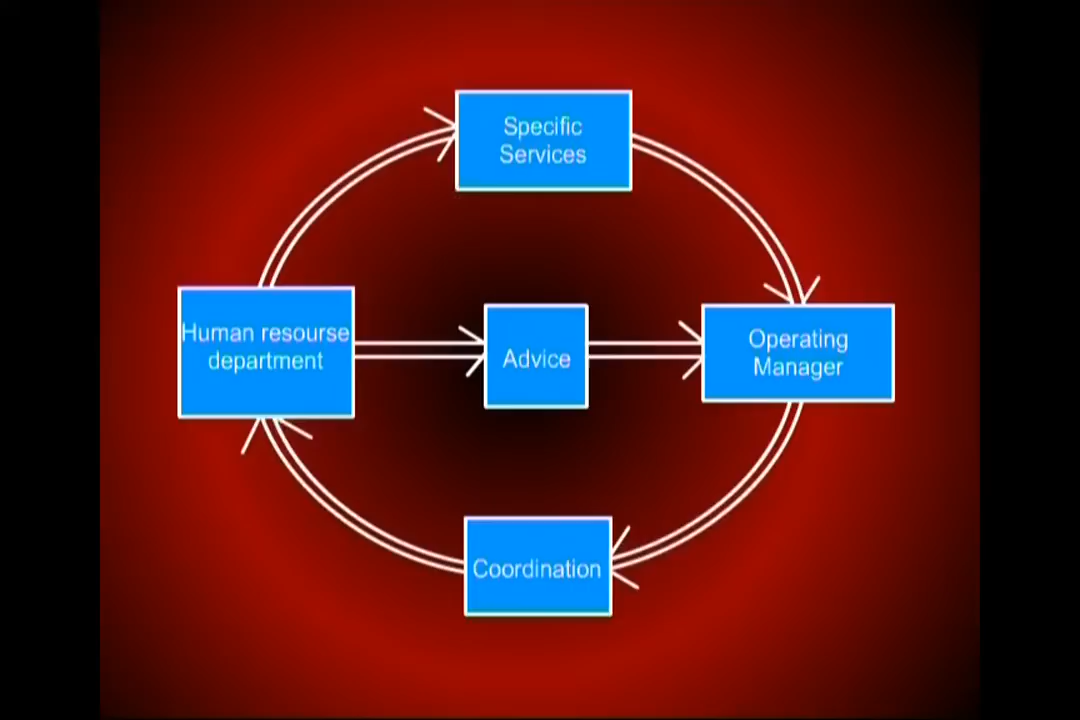 Specific
Services
Human resourse
department
Advice
Operating
Manager
Coordination